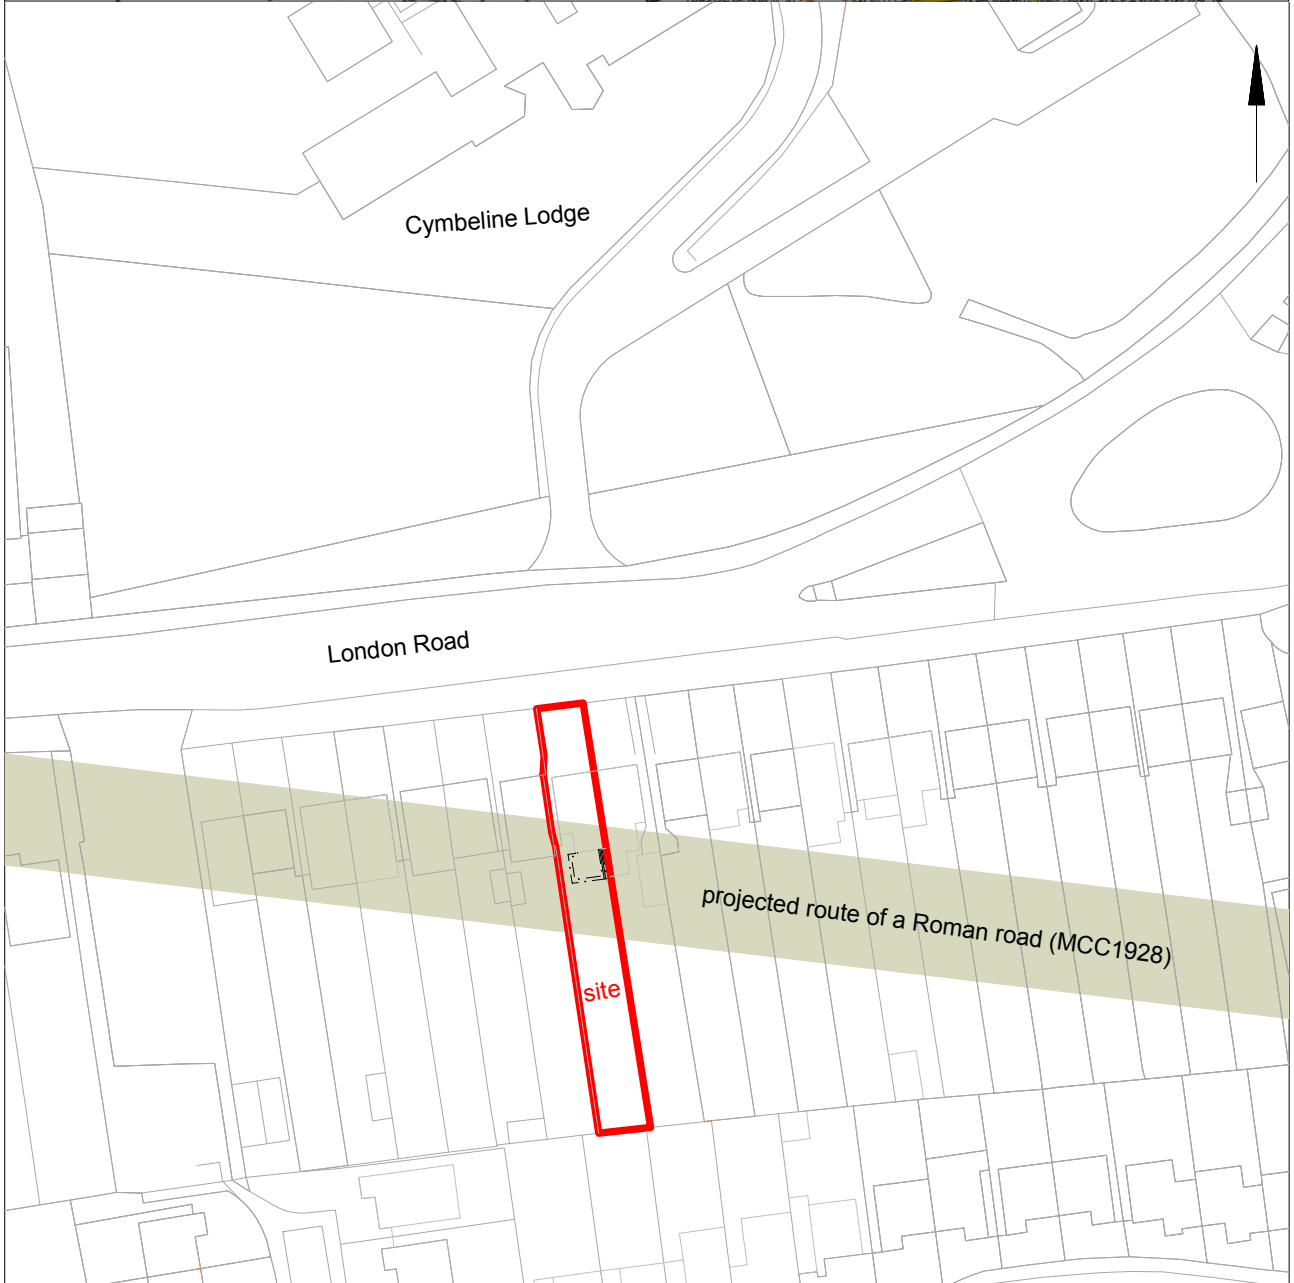 Cymbeline Lodge
London Road
projected route of a Roman road (MCC1928)
site